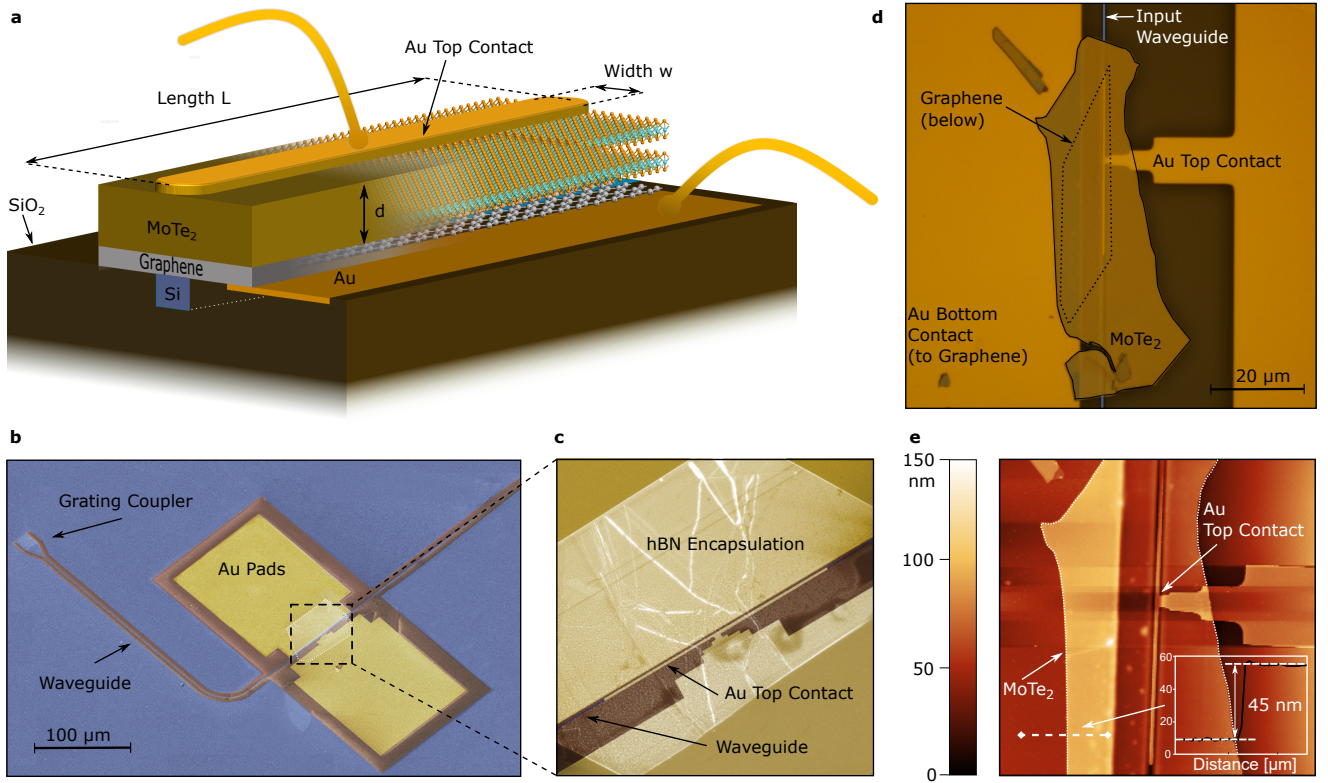 a
Au Top Contact
Width w
Length L
SiO₂
d
MoTe₂
Graphene
Au
Si
d
Input
Waveguide
Graphene
(below)
Au Top Contact
Au Bottom
Contact
(to Graphene)
MoTe₂
20 μm
b
Grating Coupler
Au Pads
Waveguide
100 μm
c
hBN Encapsulation
Au Top Contact
Waveguide
150
nm
100
50
0
e
Au
Top Contact
MoTe₂
60
40
20
0
45 nm
Distance [μm]